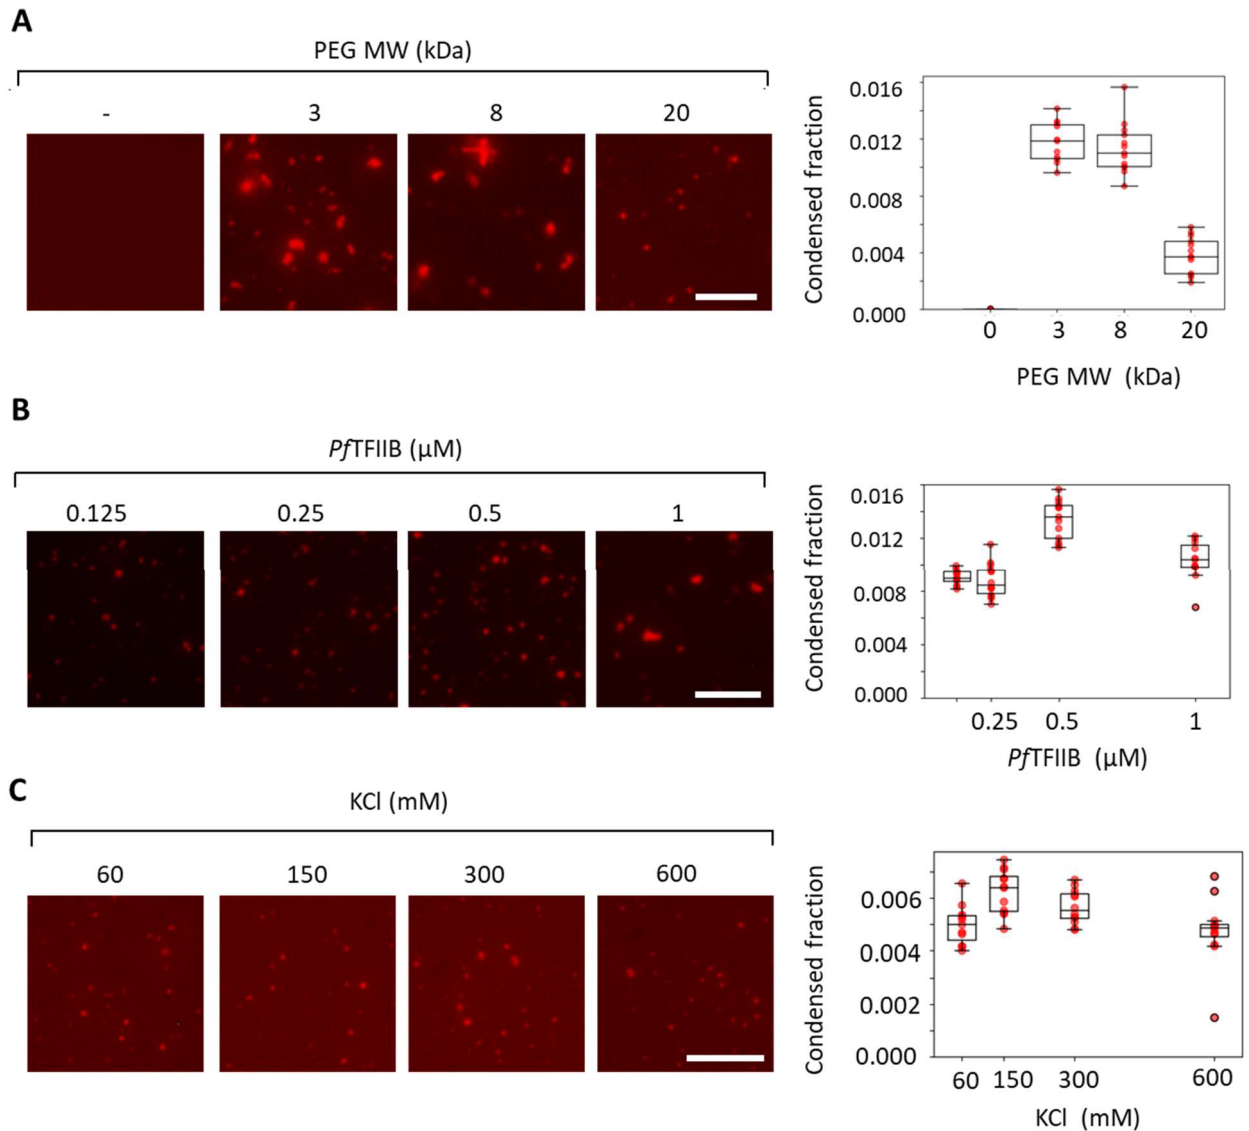 A
PEG MW (kDa)
- 3 8 20
Condensed fraction
0.016
0.012
0.008
0.004
0.000
0 3 8 20
PEG MW (kDa)
B
PfTFIIB (μM)
0.125 0.25 0.5 1
Condensed fraction
0.016
0.012
0.008
0.004
0.000
0.25 0.5 1
PfTFIIB (μM)
C
KCl (mM)
60 150 300 600
Condensed fraction
0.006
0.004
0.002
0.000
60 150 300 600
KCl (mM)